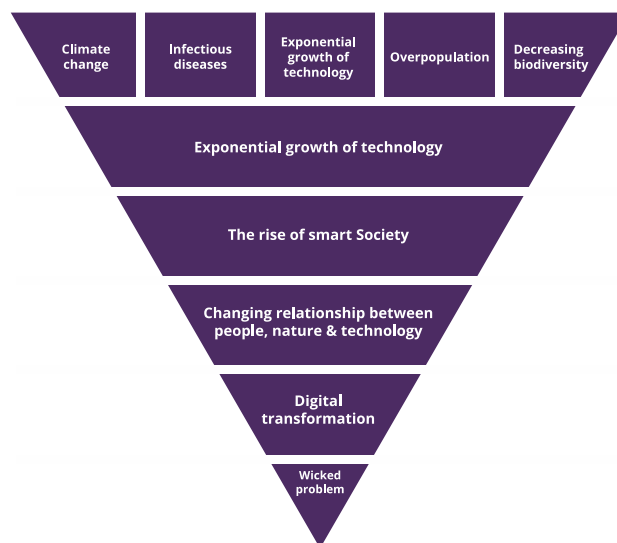 Climate
change
Infectious
diseases
Exponential
growth of
technology
Overpopulation
Decreasing
biodiversity
Exponential growth of technology
The rise of smart Society
Changing relationship between
people, nature & technology
Digital
transformation
Wicked
problem